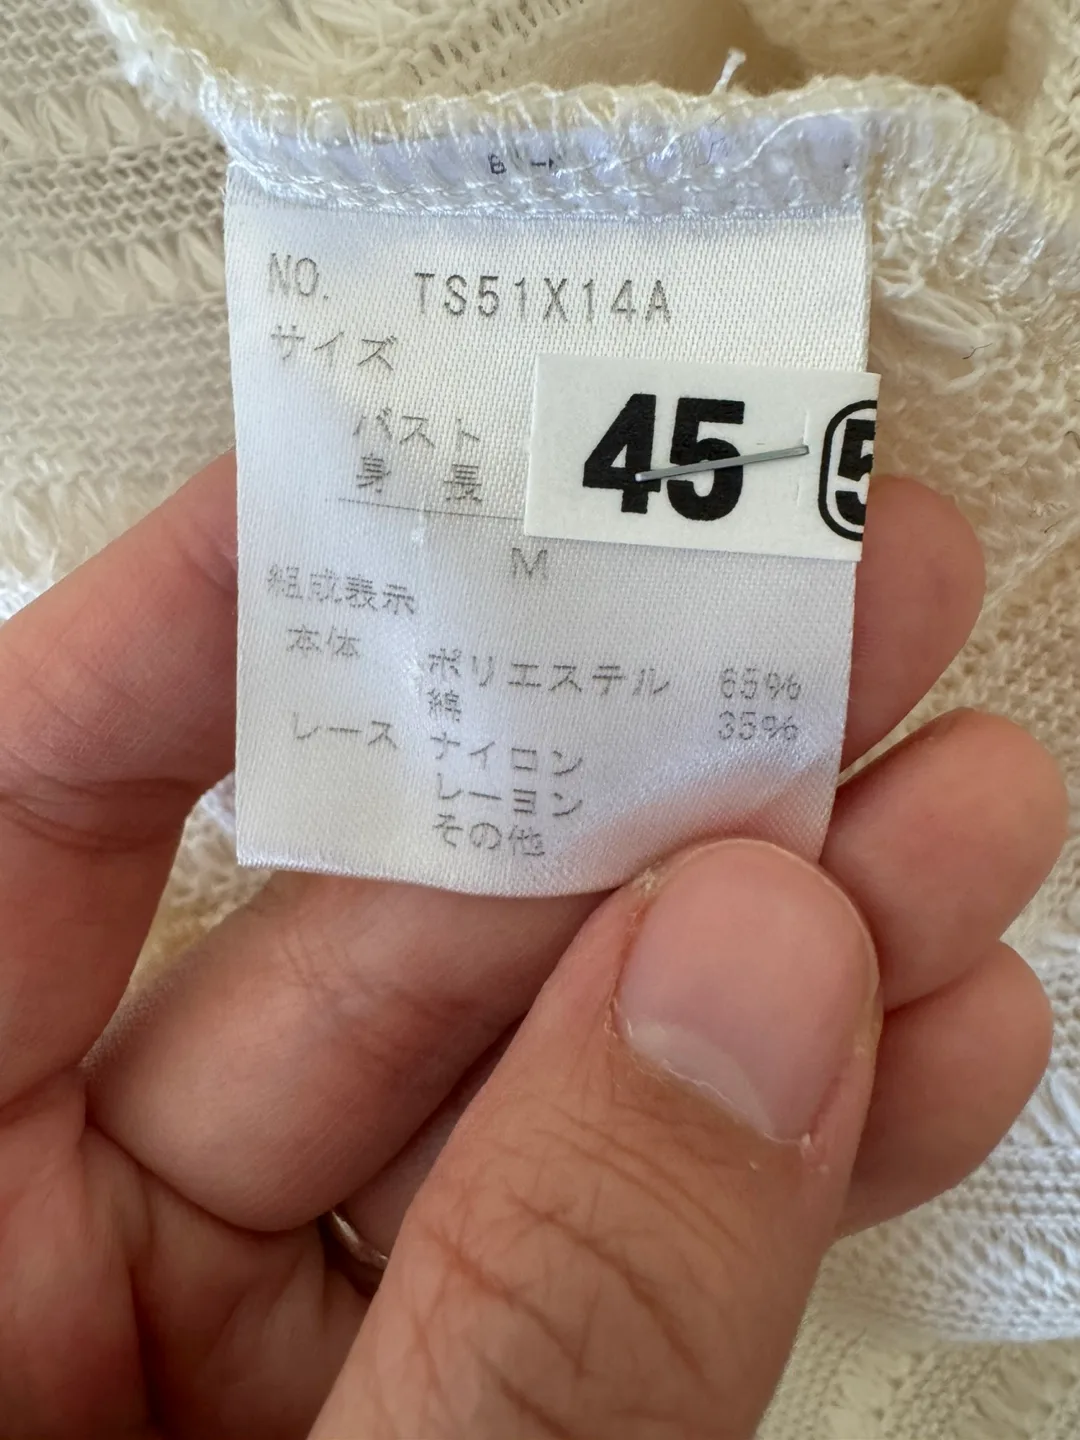 NO. TS51X14A
サイズ
バスト
身 長
45 5
M
組成表示
本体 ポリエステル 65%
綿 35%
レース ナイロン
レーヨン
その他